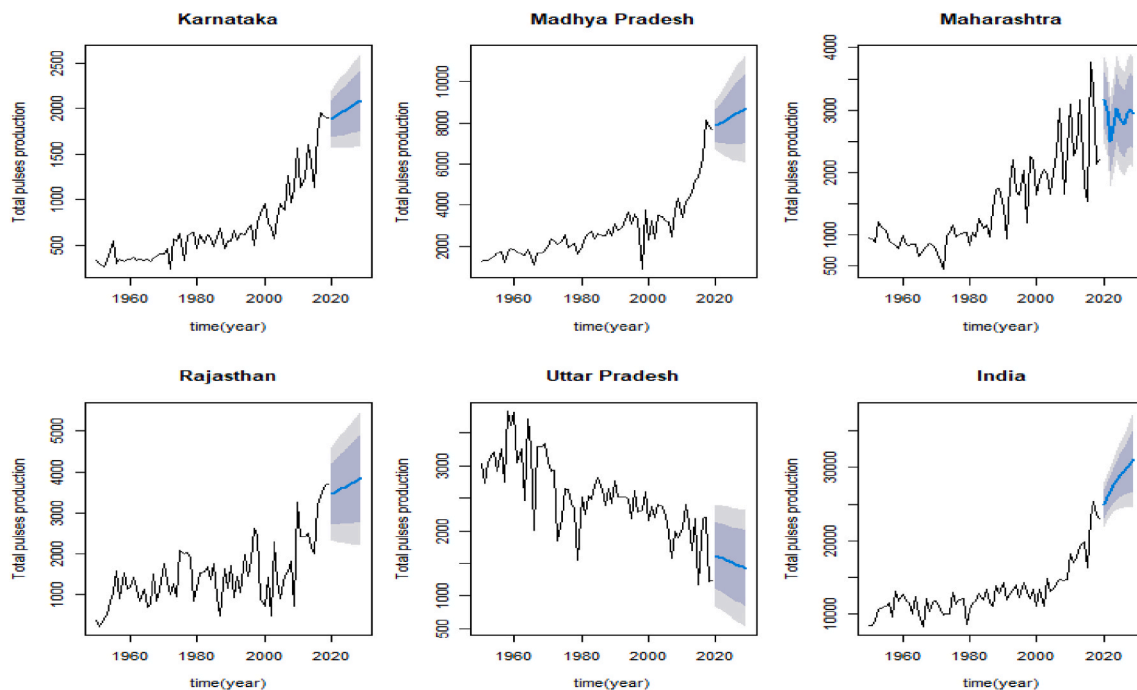 Karnataka
Total pulses production
500 1000 1500 2000 2500
1960 1980 2000 2020
time(year)
Madhya Pradesh
Total pulses production
2000 4000 6000 8000 10000
1960 1980 2000 2020
time(year)
Maharashtra
Total pulses production
500 1000 2000 3000 4000
1960 1980 2000 2020
time(year)
Rajasthan
Total pulses production
1000 2000 3000 4000 5000
1960 1980 2000 2020
time(year)
Uttar Pradesh
Total pulses production
500 1000 2000 3000
1960 1980 2000 2020
time(year)
India
Total pulses production
10000 20000 30000
1960 1980 2000 2020
time(year)